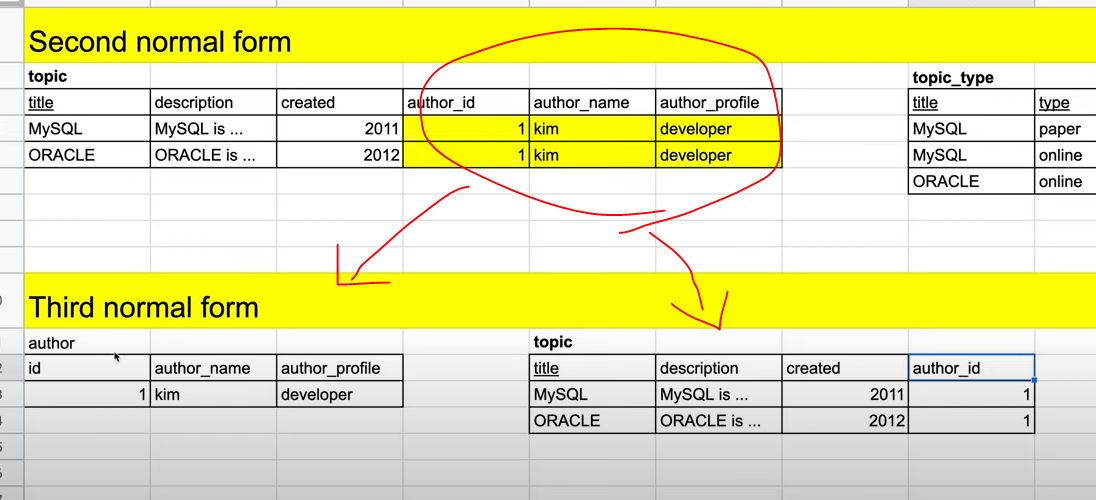 Second normal form
topic topic_type
title description created author_id author_name author_profile title type
MySQL MySQL is ... 2011 1 kim developer MySQL paper
ORACLE ORACLE is ... 2012 1 kim developer MySQL online
ORACLE online
Third normal form
author topic
id author_name author_profile title description created author_id
1 kim developer MySQL MySQL is ... 2011 1
ORACLE ORACLE is ... 2012 1